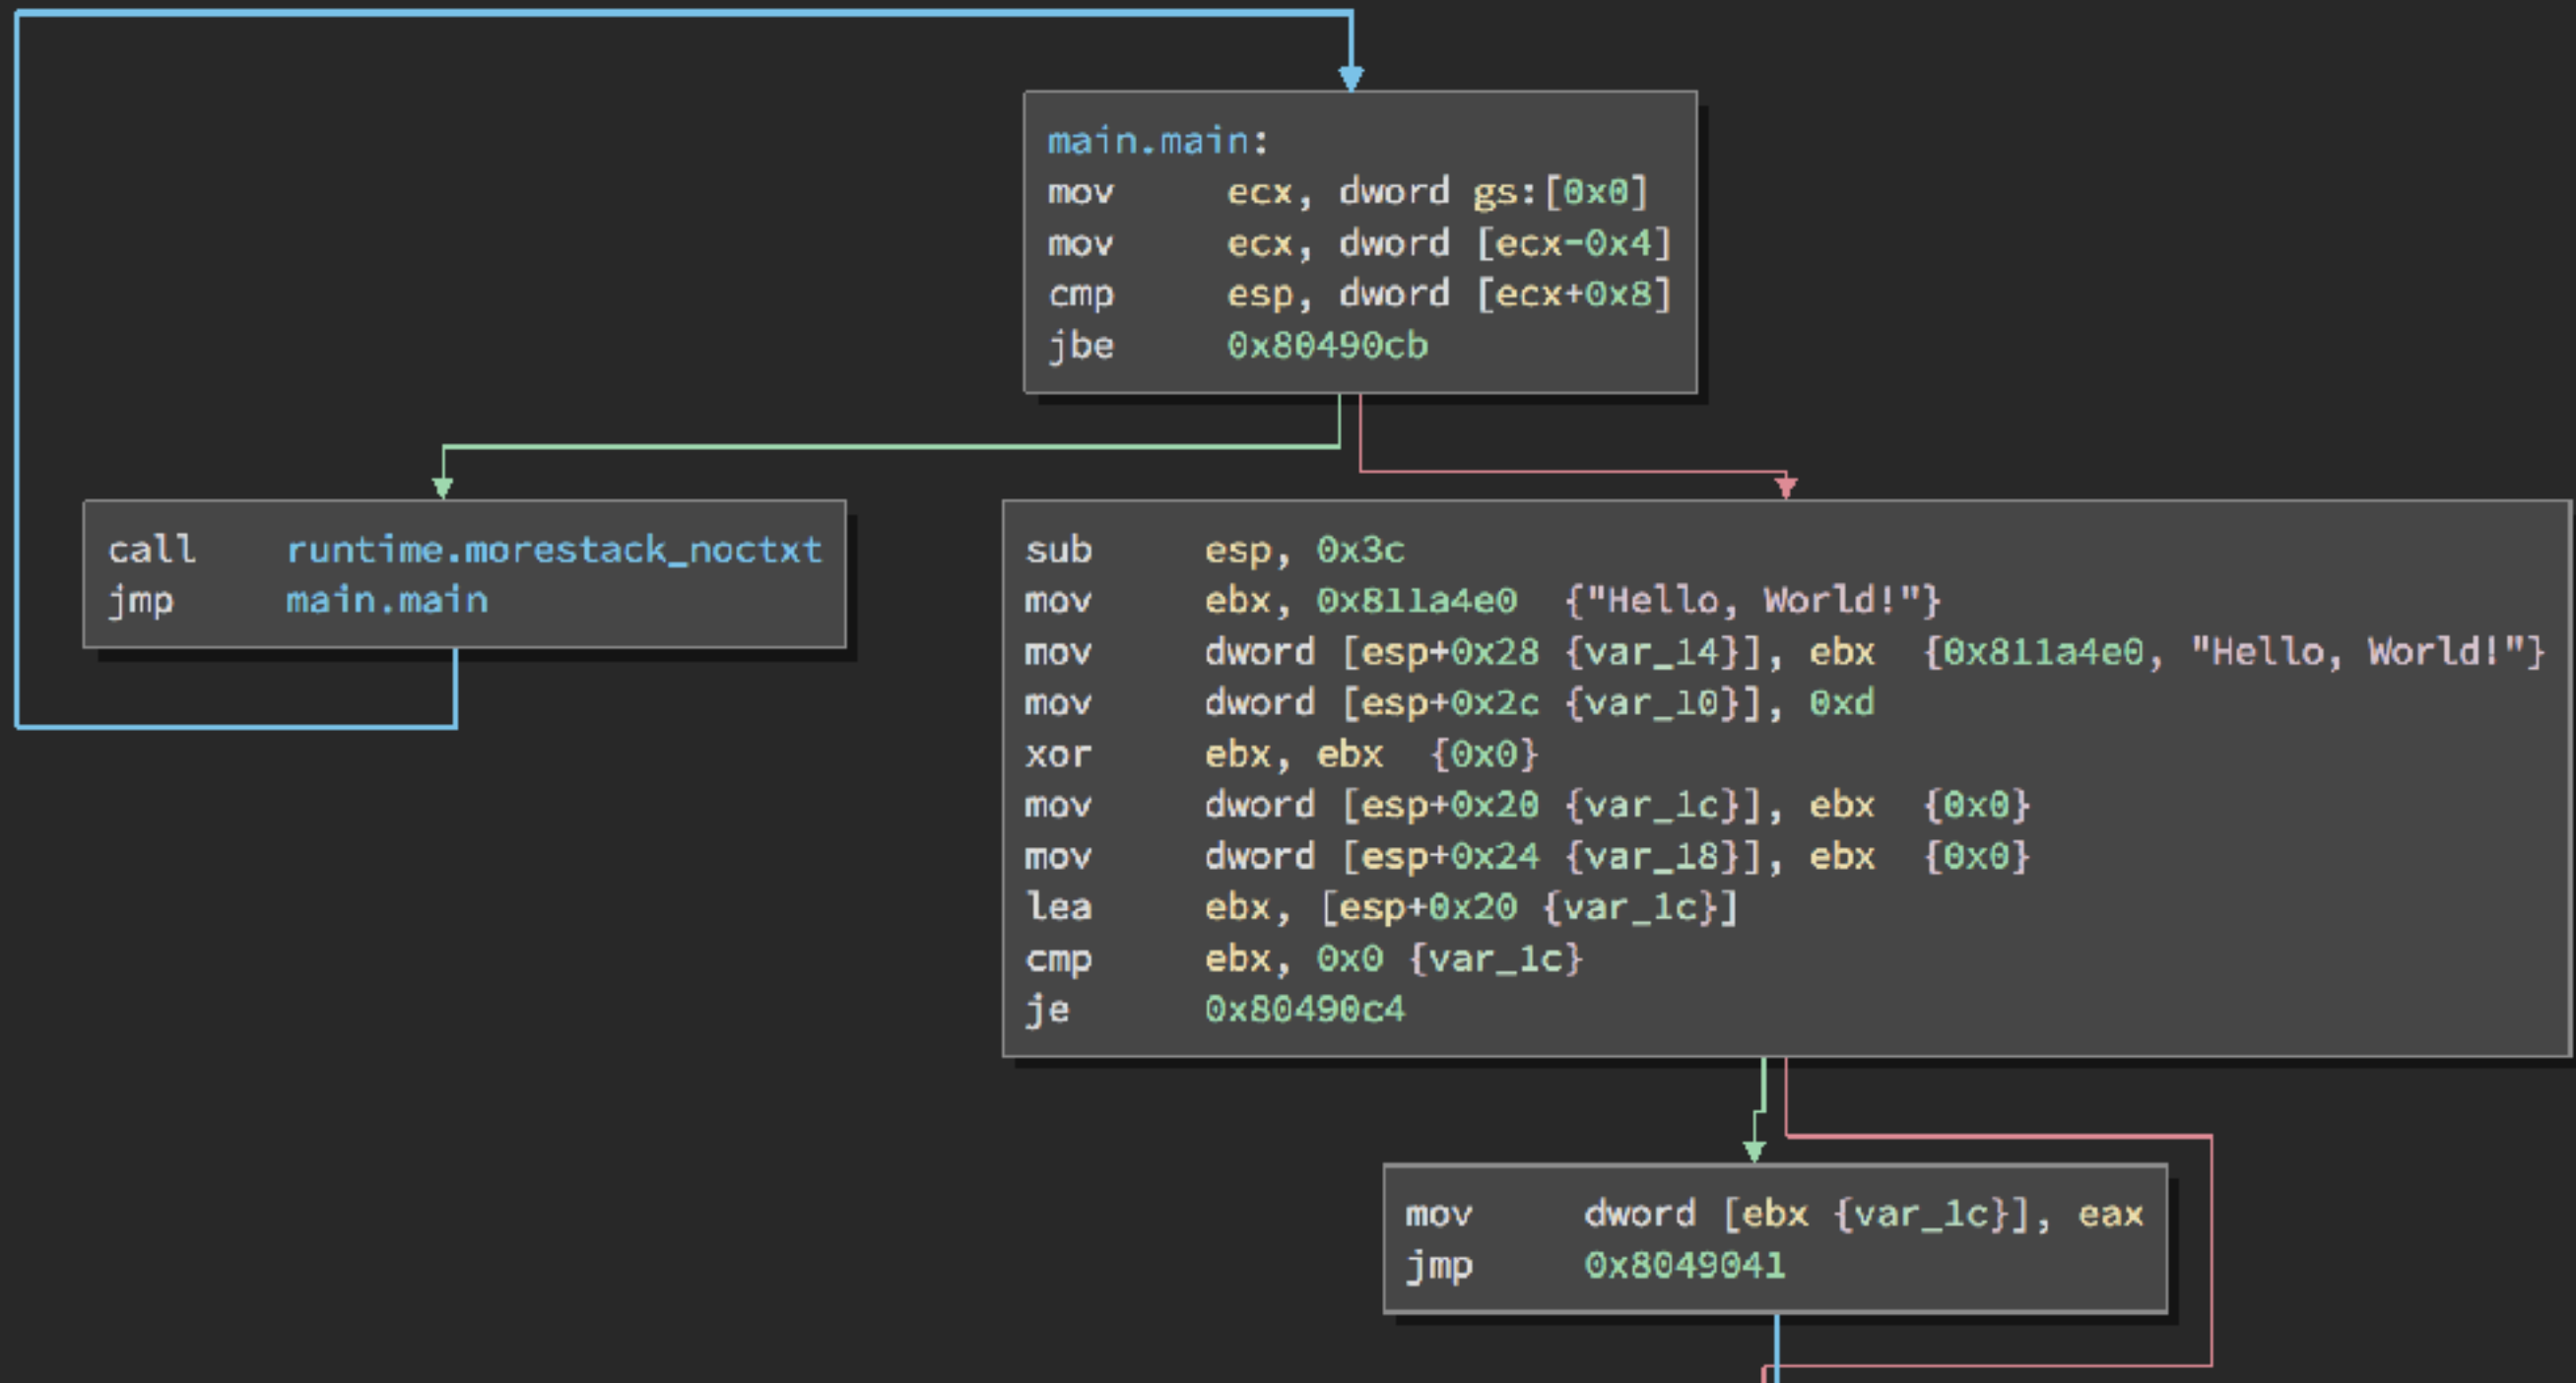 main.main:
mov ecx, dword gs:[0x0]
mov ecx, dword [ecx-0x4]
cmp esp, dword [ecx+0x8]
jbe 0x80490cb
call runtime.morestack_noctxt
jmp main.main
sub esp, 0x3c
mov ebx, 0x811a4e0 {"Hello, World!"}
mov dword [esp+0x28 {var_14}], ebx {0x811a4e0, "Hello, World!"}
mov dword [esp+0x2c {var_10}], 0xd
xor ebx, ebx {0x0}
mov dword [esp+0x20 {var_1c}], ebx {0x0}
mov dword [esp+0x24 {var_18}], ebx {0x0}
lea ebx, [esp+0x20 {var_1c}]
cmp ebx, 0x0 {var_1c}
je 0x80490c4
mov dword [ebx {var_1c}], eax
jmp 0x8049041